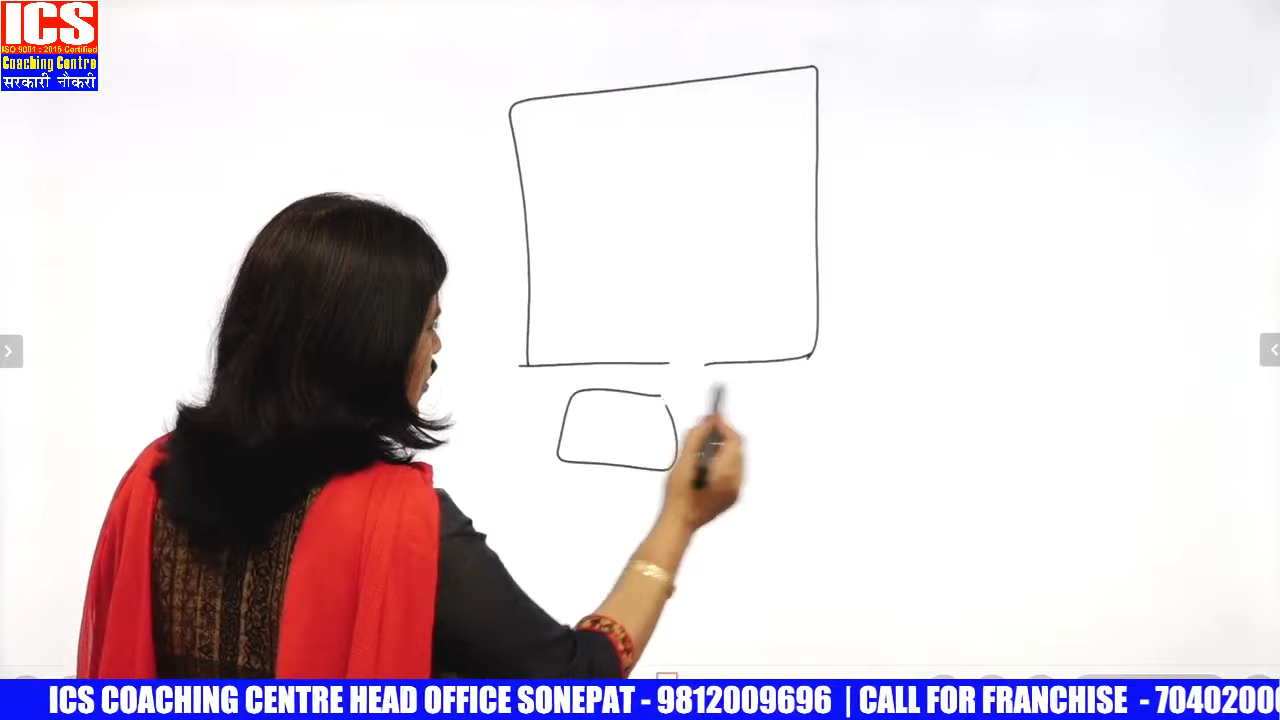 ICS
ISO 9001 : 2015 Certified
Coaching Centre
सरकारी नौकरी
ICS COACHING CENTRE HEAD OFFICE SONEPAT - 9812009696 | CALL FOR FRANCHISE - 70402000